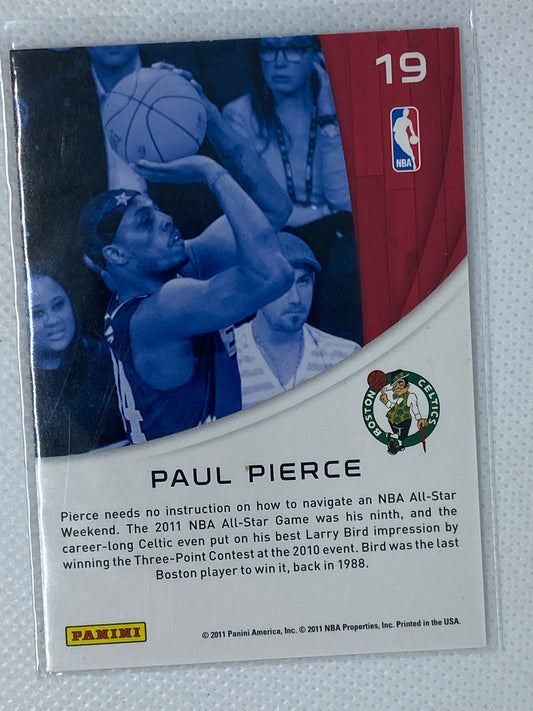 19
NBA
BOSTON CELTICS
PAUL PIERCE
Pierce needs no instruction on how to navigate an NBA All-Star
Weekend. The 2011 NBA All-Star Game was his ninth, and the
career-long Celtic even put on his best Larry Bird impression by
winning the Three-Point Contest at the 2010 event. Bird was the last
Boston player to win it, back in 1988.
PANINI
© 2011 Panini America, Inc. © 2011 NBA Properties, Inc. Printed in the USA.